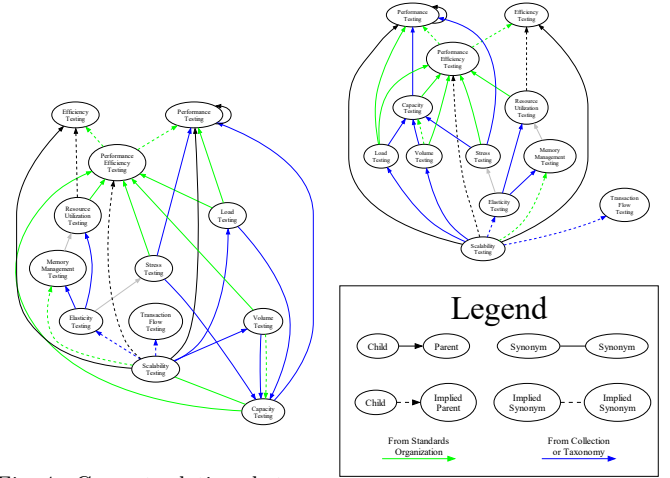 Performance
Testing
Efficiency
Testing
Performance
Efficiency
Testing
Capacity
Testing
Resource
Utilization
Testing
Load
Testing
Volume
Testing
Stress
Testing
Memory
Management
Testing
Elasticity
Testing
Transaction
Flow
Testing
Scalability
Testing
Efficiency
Testing
Performance
Testing
Performance
Efficiency
Testing
Resource
Utilization
Testing
Load
Testing
Memory
Management
Testing
Stress
Testing
Elasticity
Testing
Transaction
Flow
Testing
Volume
Testing
Scalability
Testing
Capacity
Testing
Legend
Child
Parent
Synonym
Synonym
Child
Implied
Parent
Implied
Synonym
Implied
Synonym
From Standards
Organization
From Collection
or Taxonomy